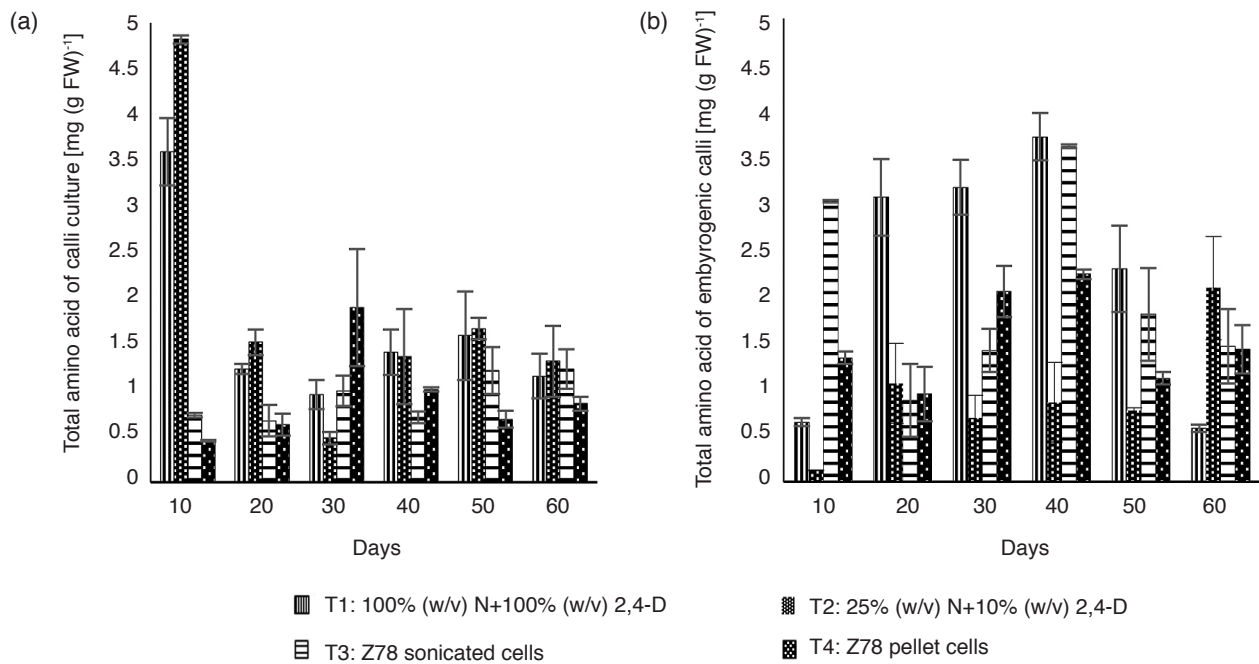 (a)
Total amino acid of calli culture [mg (g FW)⁻¹]
5
4.5
4
3.5
3
2.5
2
1.5
1
0.5
0
10 20 30 40 50 60
Days
(b)
Total amino acid of embyrogenic calli [mg (g FW)⁻¹]
5
4.5
4
3.5
3
2.5
2
1.5
1
0.5
0
10 20 30 40 50 60
Days
T1: 100% (w/v) N+100% (w/v) 2,4-D
T2: 25% (w/v) N+10% (w/v) 2,4-D
T3: Z78 sonicated cells
T4: Z78 pellet cells